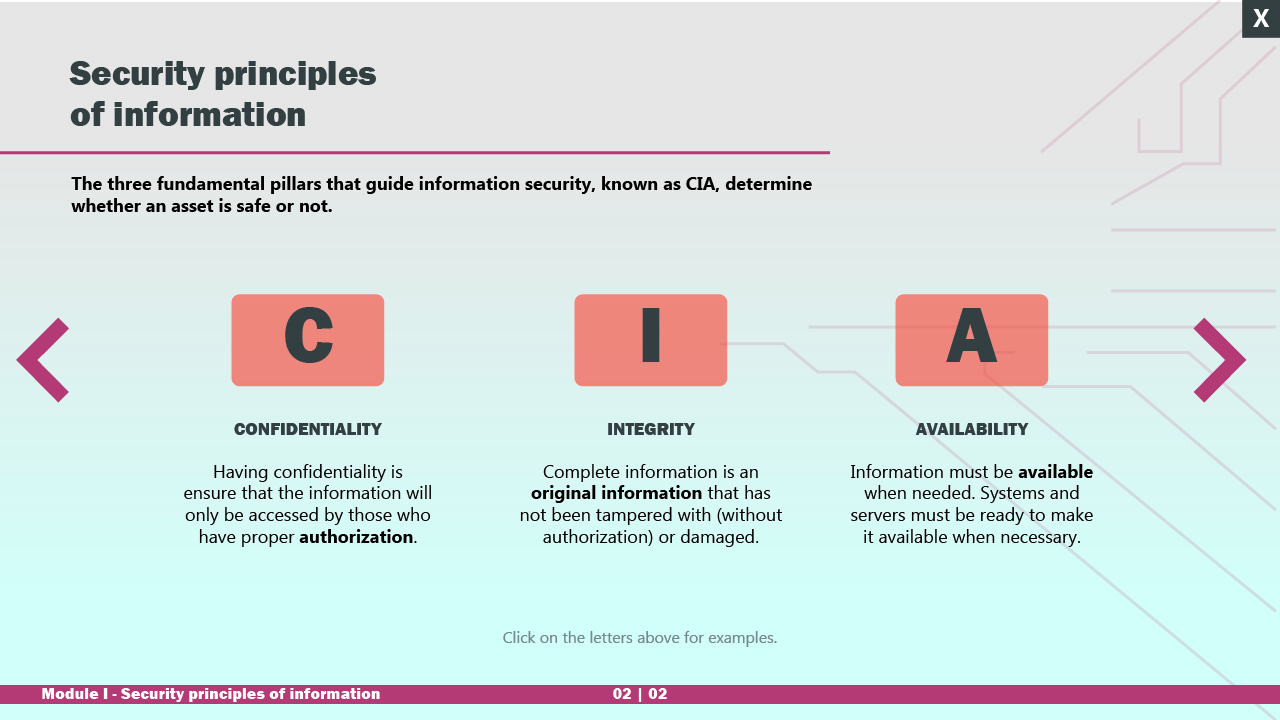 X
Security principles
of information
The three fundamental pillars that guide information security, known as CIA, determine
whether an asset is safe or not.
C
I
A
CONFIDENTIALITY
Having confidentiality is
ensure that the information will
only be accessed by those who
have proper authorization.
INTEGRITY
Complete information is an
original information that has
not been tampered with (without
authorization) or damaged.
AVAILABILITY
Information must be available
when needed. Systems and
servers must be ready to make
it available when necessary.
Click on the letters above for examples.
Module I - Security principles of information
02 | 02